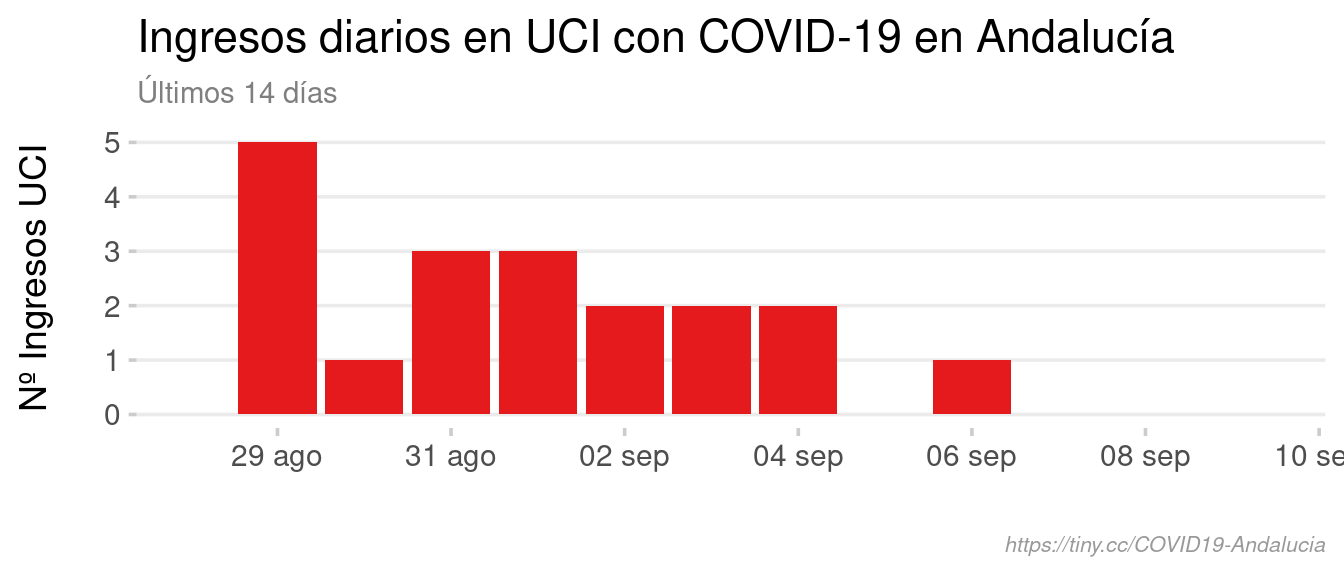 Ingresos diarios en UCI con COVID-19 en Andalucía
Últimos 14 días
Nº Ingresos UCI
5
4
3
2
1
0
29 ago 31 ago 02 sep 04 sep 06 sep 08 sep 10 se
https://tiny.cc/COVID19-Andalucia